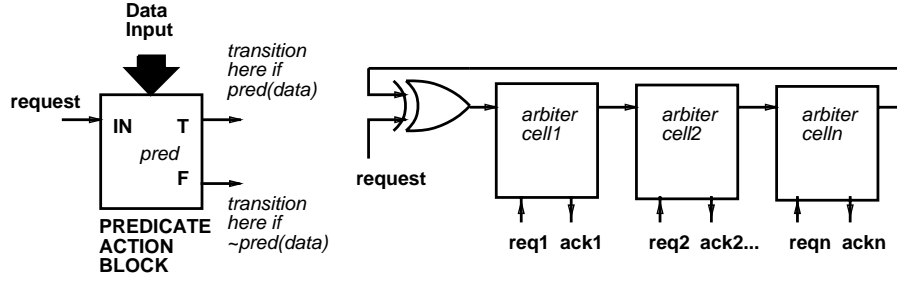 Data
Input
request
IN
T
pred
F
transition
here if
pred(data)
transition
here if
~pred(data)
PREDICATE
ACTION
BLOCK
request
arbiter
cell1
arbiter
cell2
arbiter
celln
req1 ack1
req2 ack2...
reqn ackn